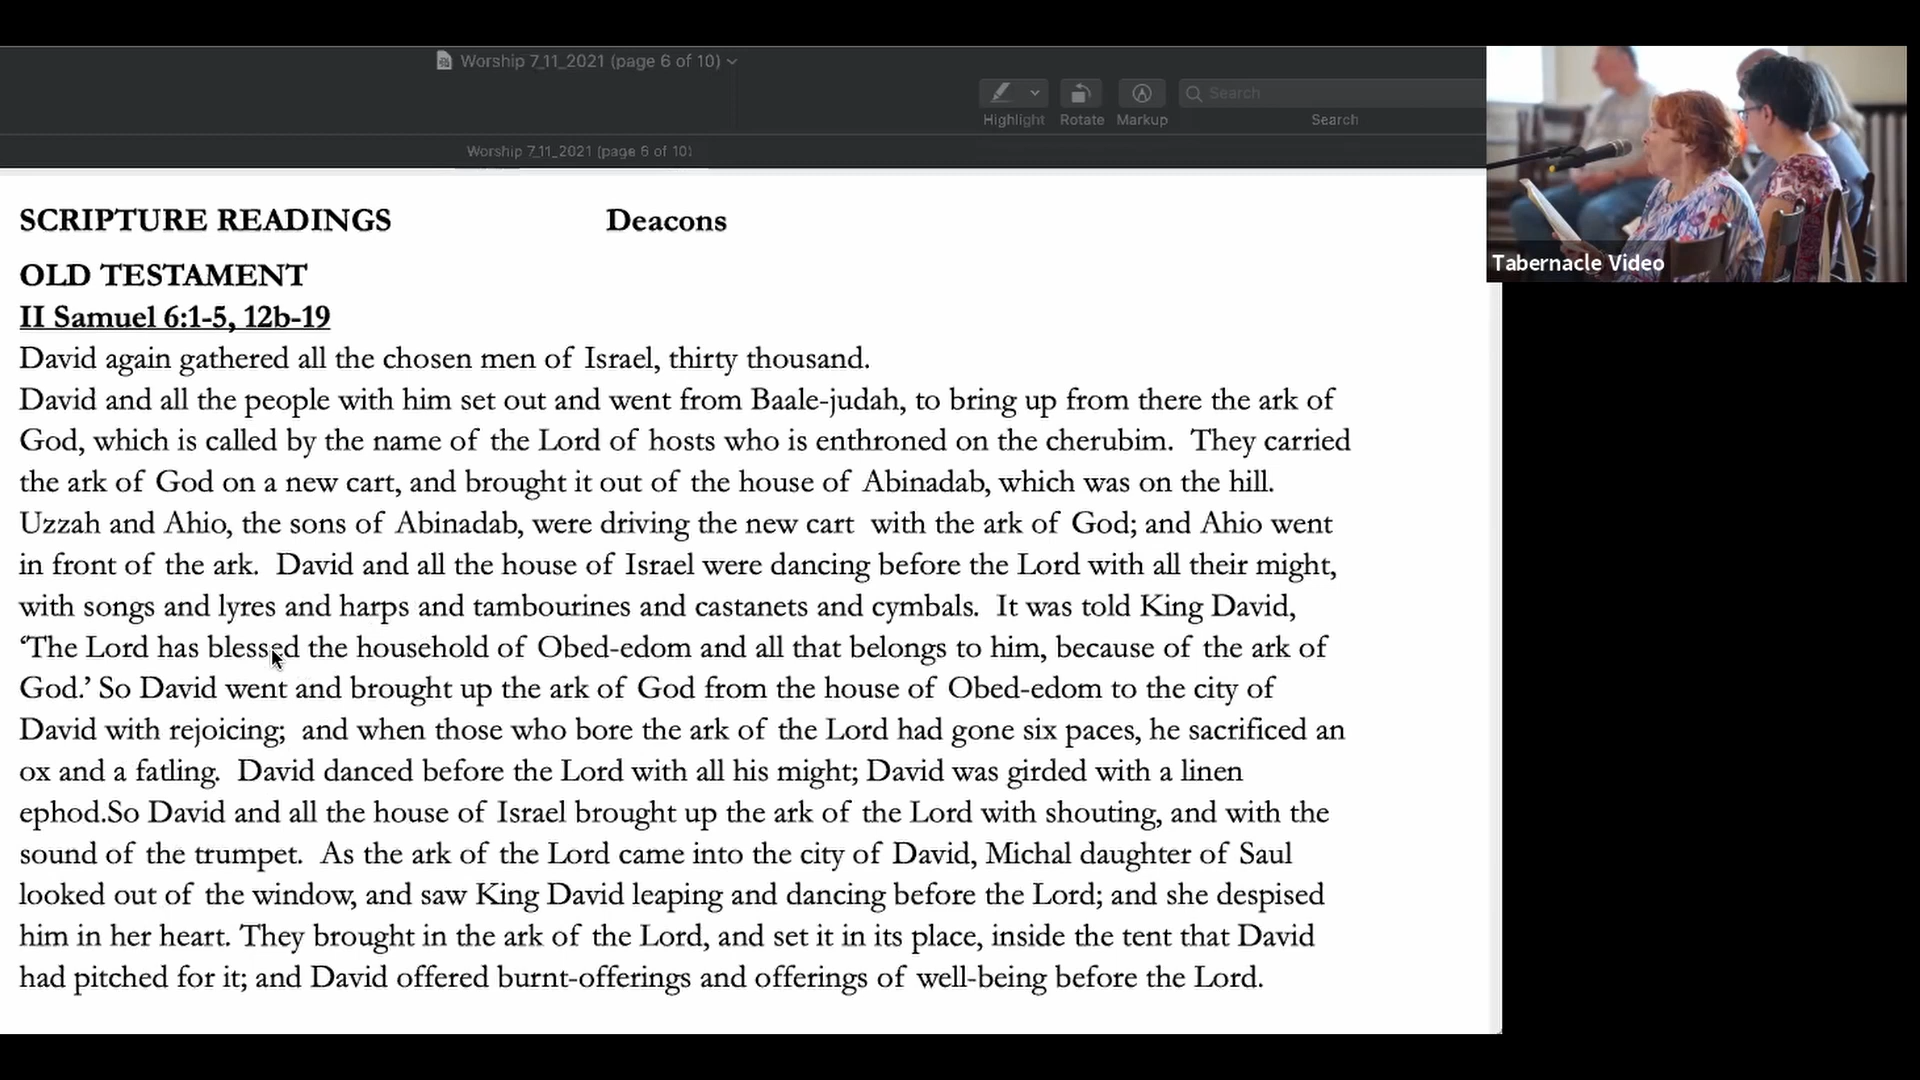 Worship 7_11_2021 (page 6 of 10)
Highlight
Rotate
Markup
Search
Search
Worship 7_11_2021 (page 6 of 10)
SCRIPTURE READINGS Deacons
OLD TESTAMENT
II Samuel 6:1-5, 12b-19
David again gathered all the chosen men of Israel, thirty thousand.
David and all the people with him set out and went from Baale-judah, to bring up from there the ark of
God, which is called by the name of the Lord of hosts who is enthroned on the cherubim. They carried
the ark of God on a new cart, and brought it out of the house of Abinadab, which was on the hill.
Uzzah and Ahio, the sons of Abinadab, were driving the new cart with the ark of God; and Ahio went
in front of the ark. David and all the house of Israel were dancing before the Lord with all their might,
with songs and lyres and harps and tambourines and castanets and cymbals. It was told King David,
‘The Lord has blessed the household of Obed-edom and all that belongs to him, because of the ark of
God.’ So David went and brought up the ark of God from the house of Obed-edom to the city of
David with rejoicing; and when those who bore the ark of the Lord had gone six paces, he sacrificed an
ox and a fatling. David danced before the Lord with all his might; David was girded with a linen
ephod.So David and all the house of Israel brought up the ark of the Lord with shouting, and with the
sound of the trumpet. As the ark of the Lord came into the city of David, Michal daughter of Saul
looked out of the window, and saw King David leaping and dancing before the Lord; and she despised
him in her heart. They brought in the ark of the Lord, and set it in its place, inside the tent that David
had pitched for it; and David offered burnt-offerings and offerings of well-being before the Lord.
Tabernacle Video